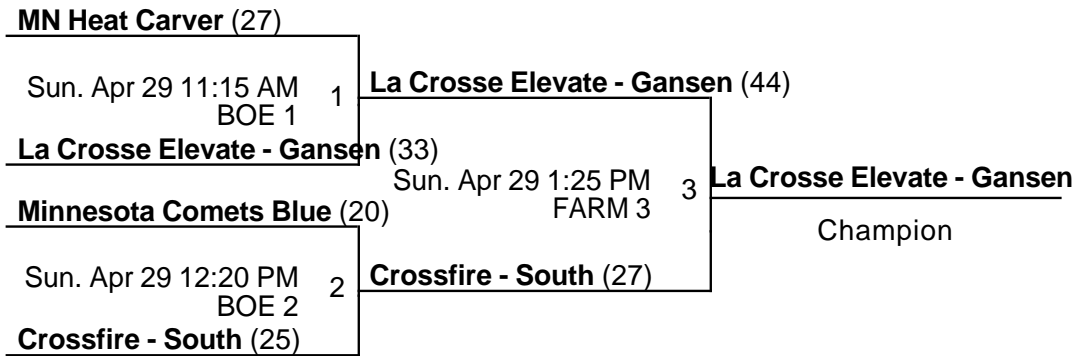 MN Heat Carver (27)
Sun. Apr 29 11:15 AM
BOE 1
1
La Crosse Elevate - Gansen (33)
La Crosse Elevate - Gansen (44)
Minnesota Comets Blue (20)
Sun. Apr 29 12:20 PM
BOE 2
2
Crossfire - South (25)
Sun. Apr 29 1:25 PM
FARM 3
3
Crossfire - South (27)
La Crosse Elevate - Gansen
Champion